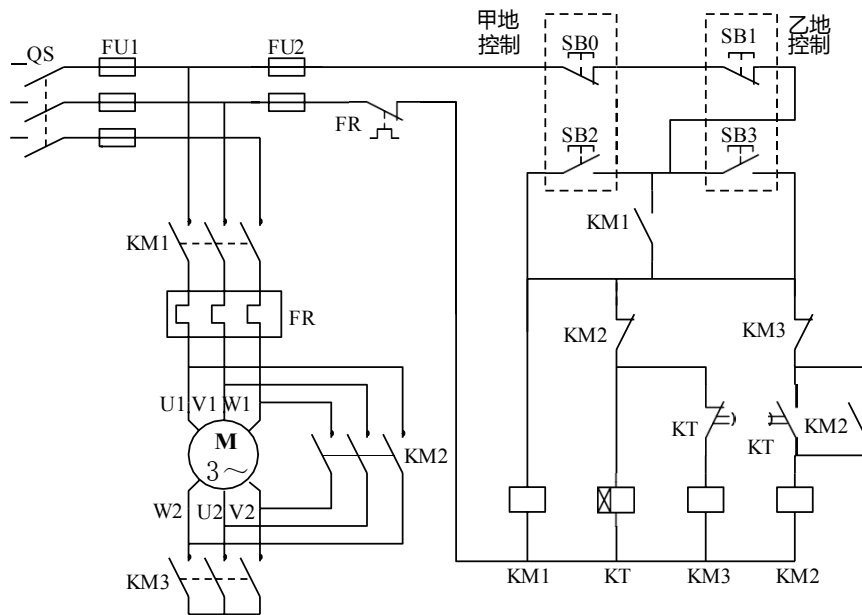 QS
FU1
FU2
甲地
控制
SB0
SB1
乙地
控制
FR
SB2
SB3
KM1
KM1
FR
KM2
KM3
U1 V1 W1
M
3～
KM2
KT
KT
KM2
W2 U2 V2
KM3
KM1 KT KM3 KM2